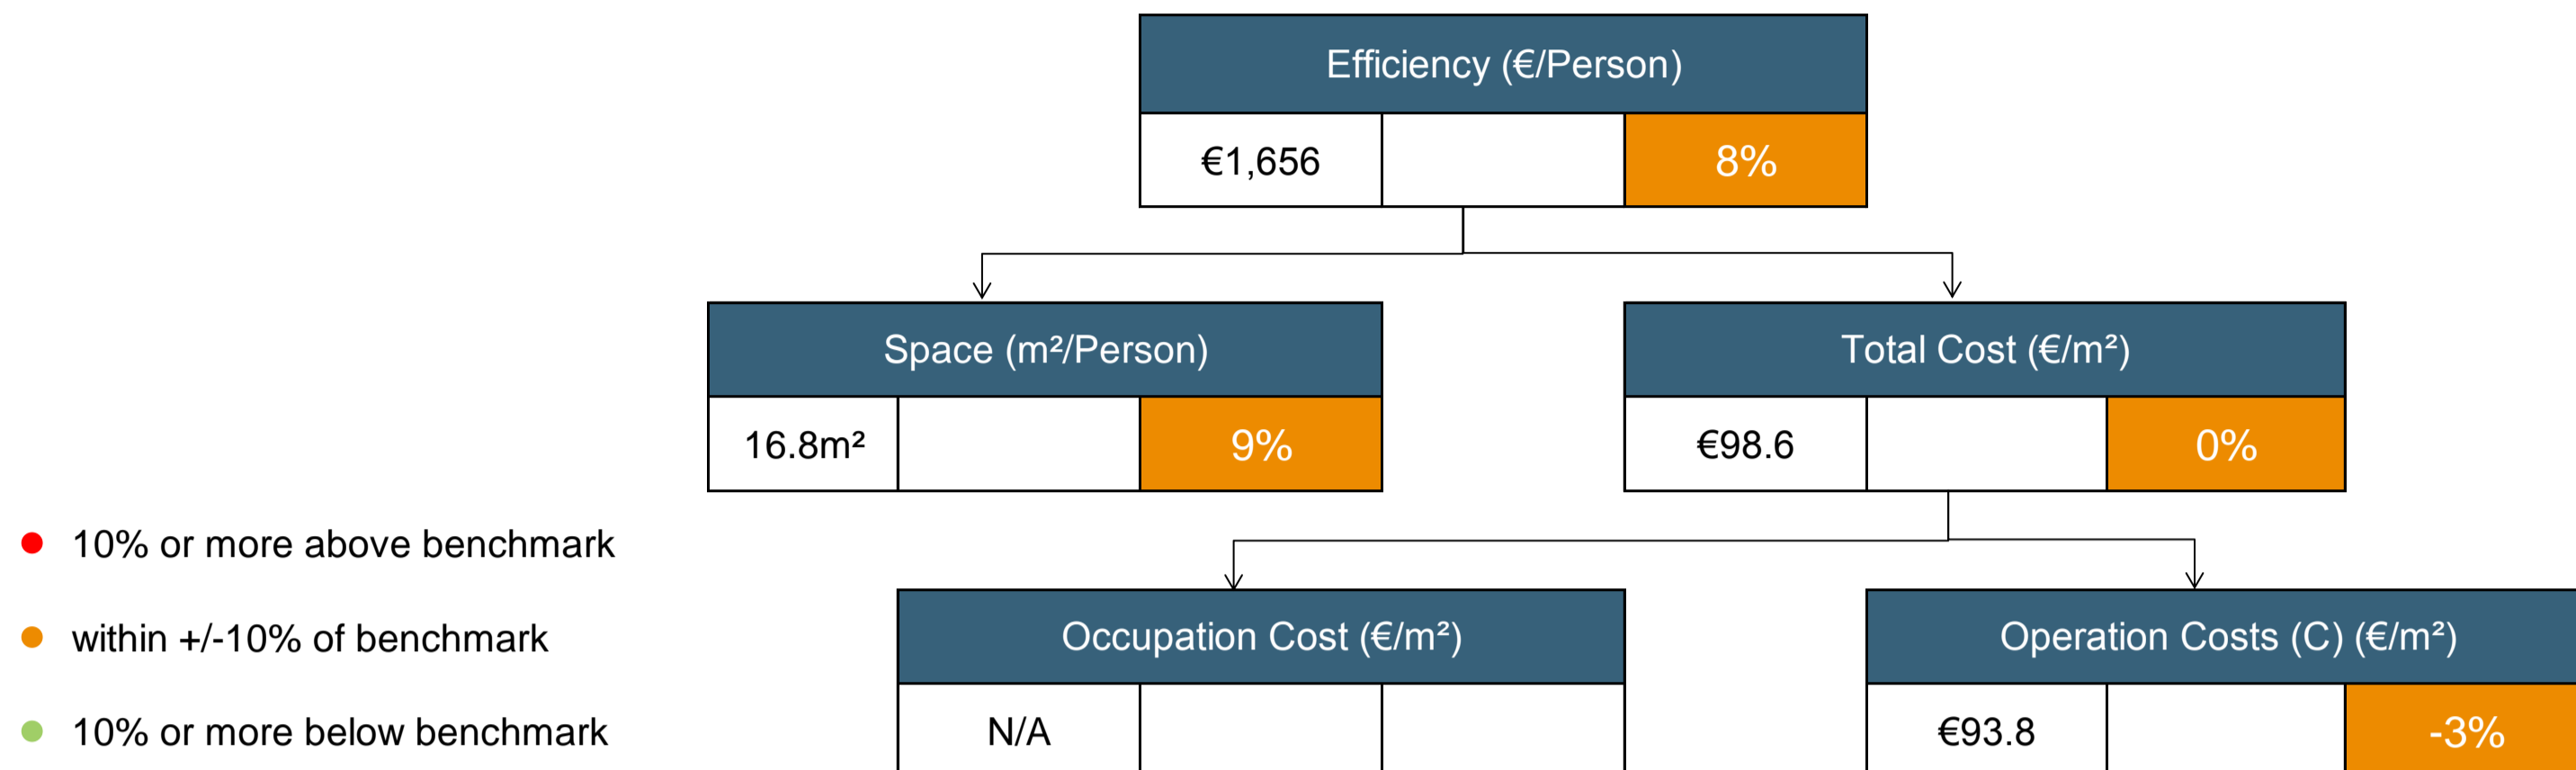 Efficiency (€/Person)
€1,656 8%
Space (m²/Person)
16.8m² 9%
Total Cost (€/m²)
€98.6 0%
10% or more above benchmark
within +/-10% of benchmark
10% or more below benchmark
Occupation Cost (€/m²)
N/A
Operation Costs (C) (€/m²)
€93.8 -3%